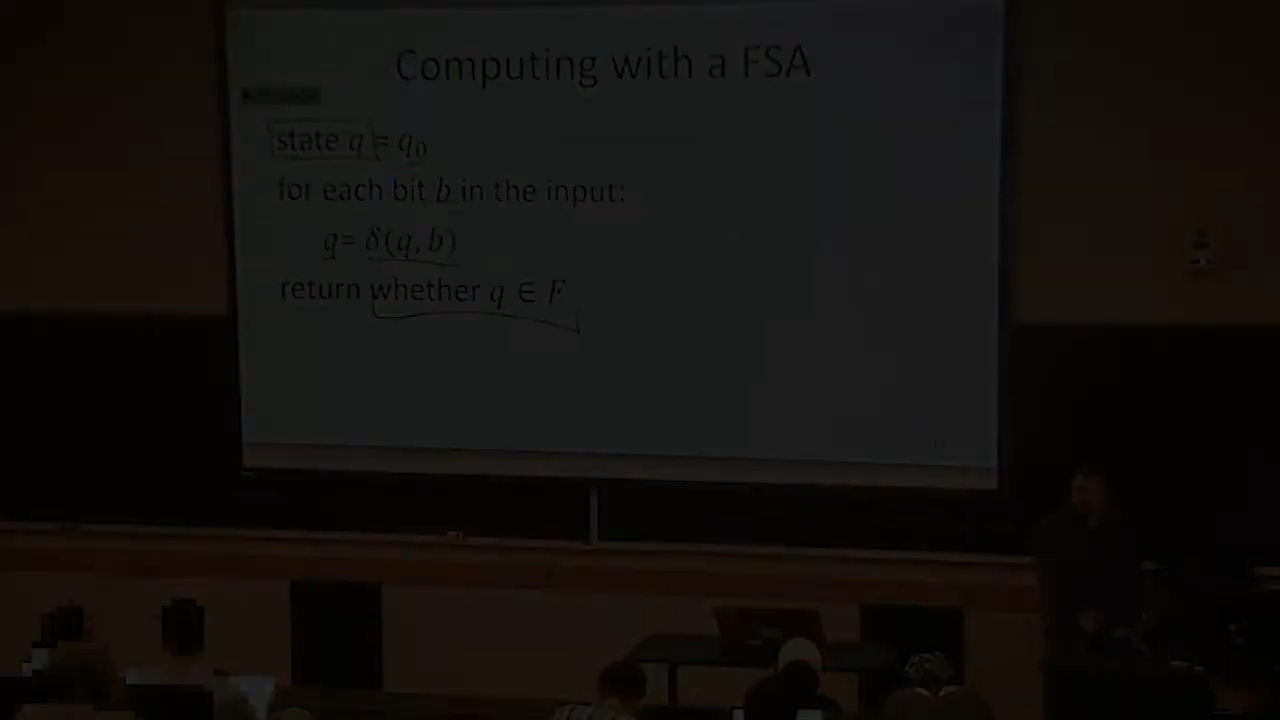 Computing with a FSA
state q = q₀
for each bit b in the input:
q= δ(q, b)
return whether q ∈ F